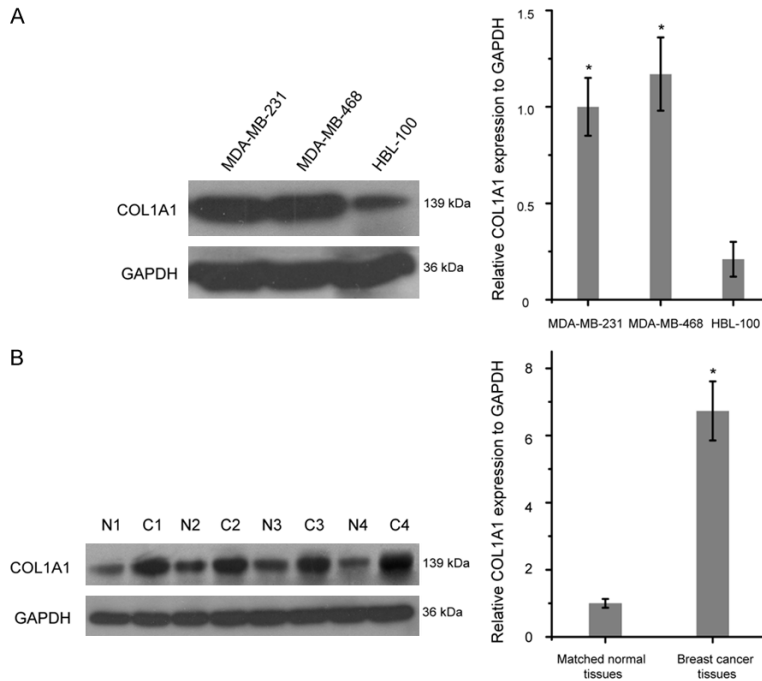 A
MDA-MB-231
MDA-MB-468
HBL-100
COL1A1
139 kDa
GAPDH
36 kDa
Relative COL1A1 expression to GAPDH
1.5
1.0
0.5
0
*
*
MDA-MB-231 MDA-MB-468 HBL-100
B
N1 C1 N2 C2 N3 C3 N4 C4
COL1A1
139 kDa
GAPDH
36 kDa
Relative COL1A1 expression to GAPDH
8
6
4
2
0
*
Matched normal
tissues
Breast cancer
tissues